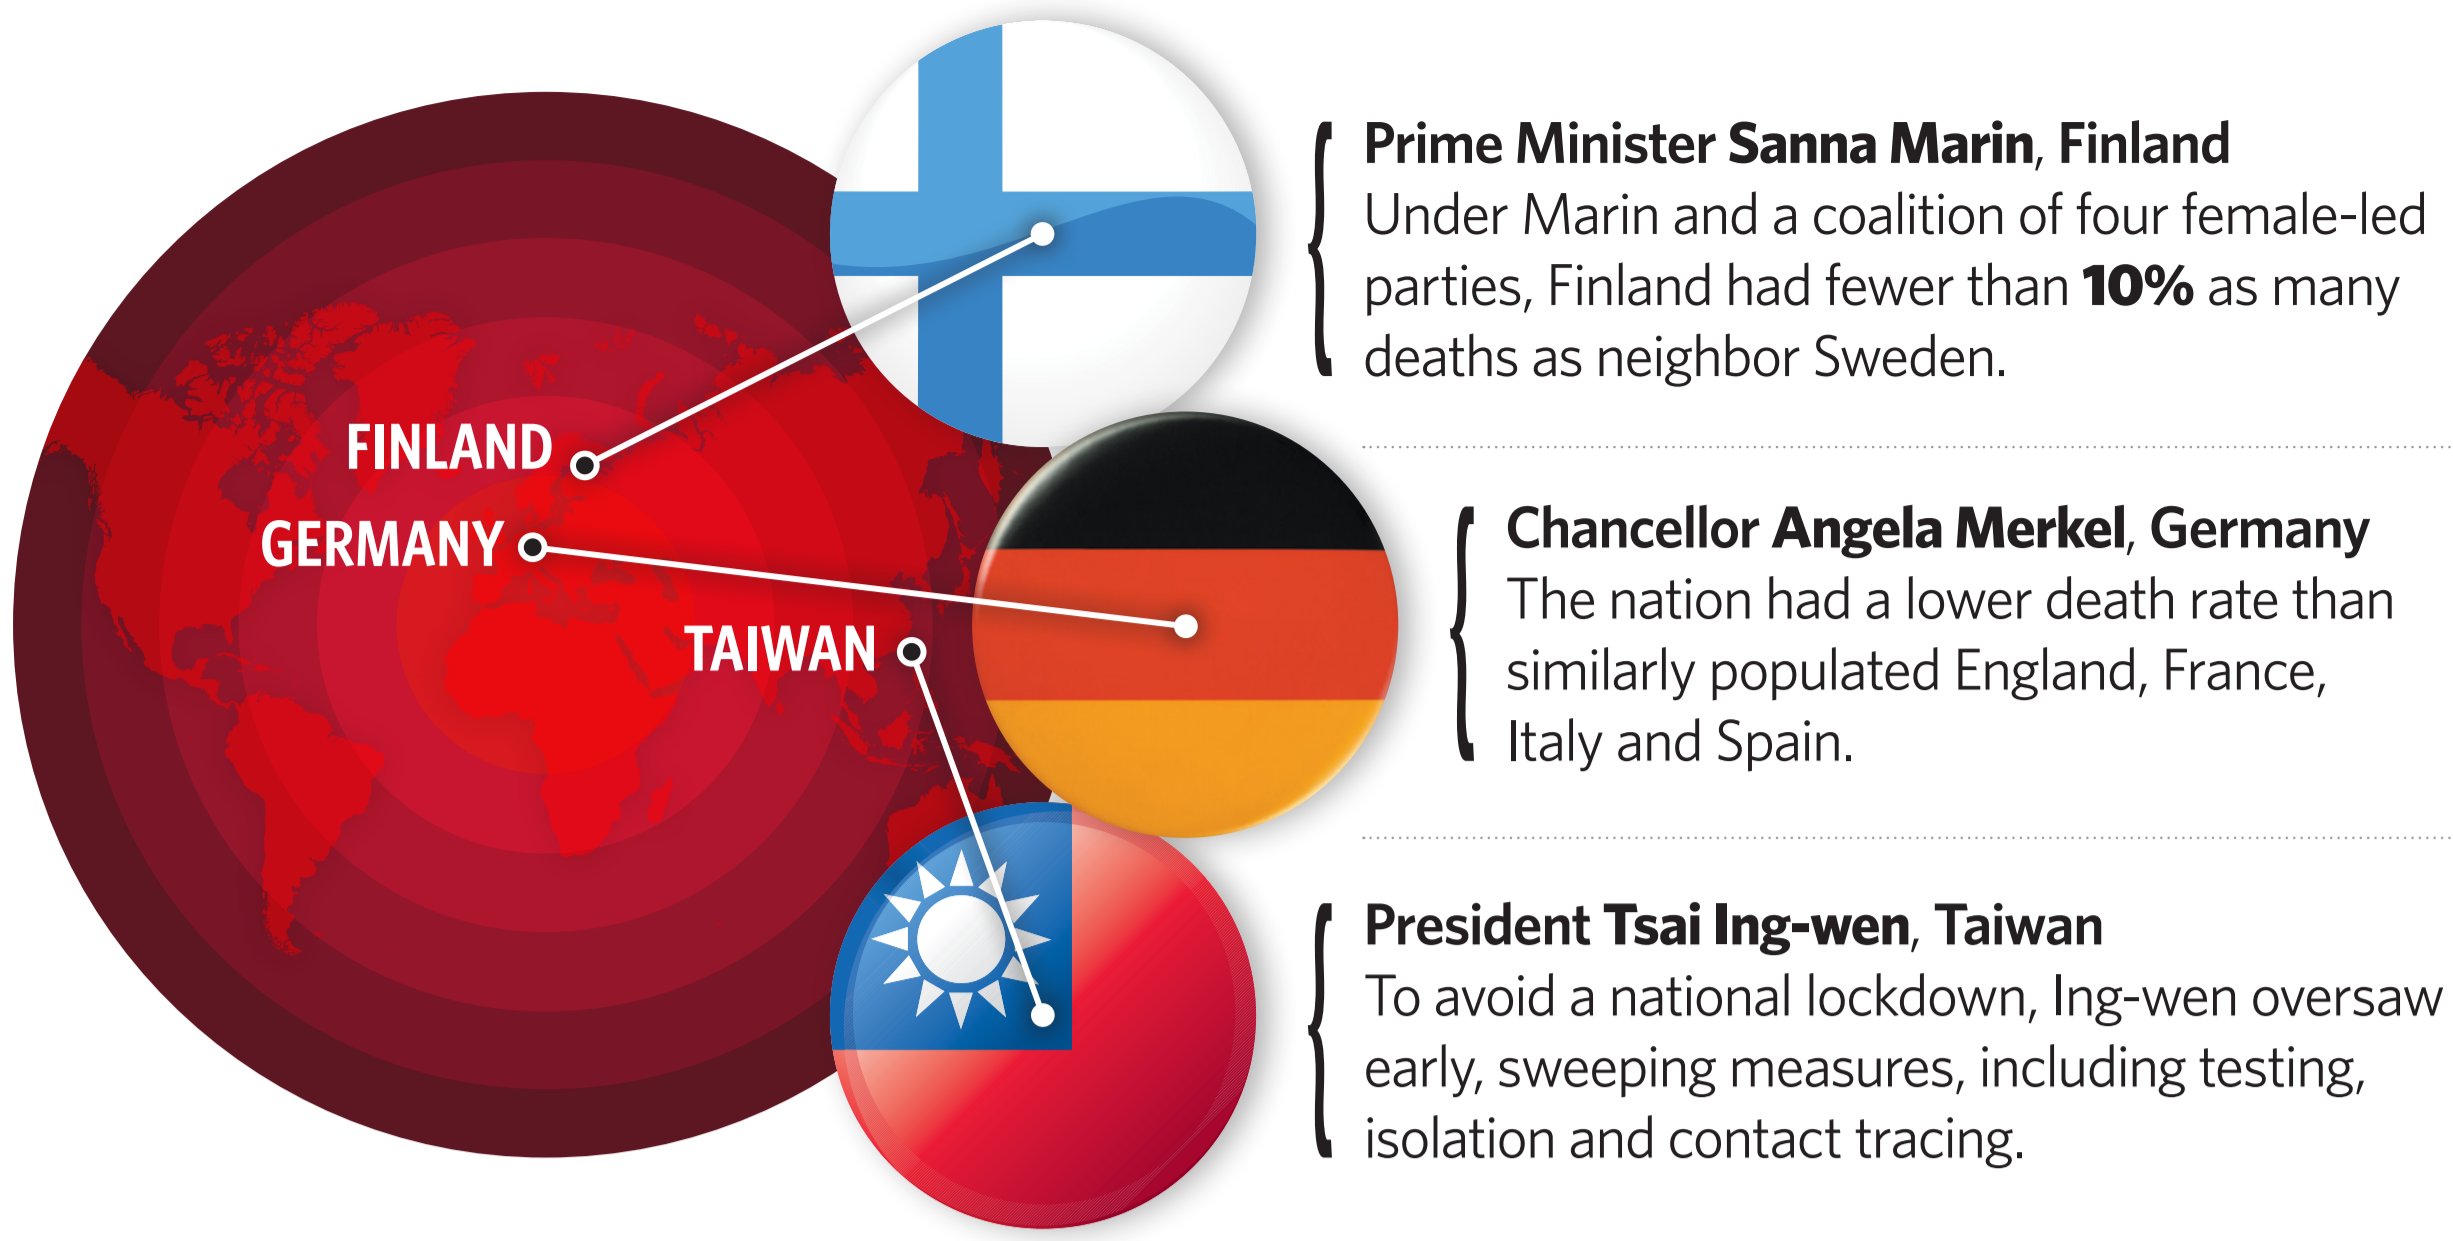 FINLAND
GERMANY
TAIWAN
Prime Minister Sanna Marin, Finland
Under Marin and a coalition of four female-led
parties, Finland had fewer than 10% as many
deaths as neighbor Sweden.
Chancellor Angela Merkel, Germany
The nation had a lower death rate than
similarly populated England, France,
Italy and Spain.
President Tsai Ing-wen, Taiwan
To avoid a national lockdown, Ing-wen oversaw
early, sweeping measures, including testing,
isolation and contact tracing.